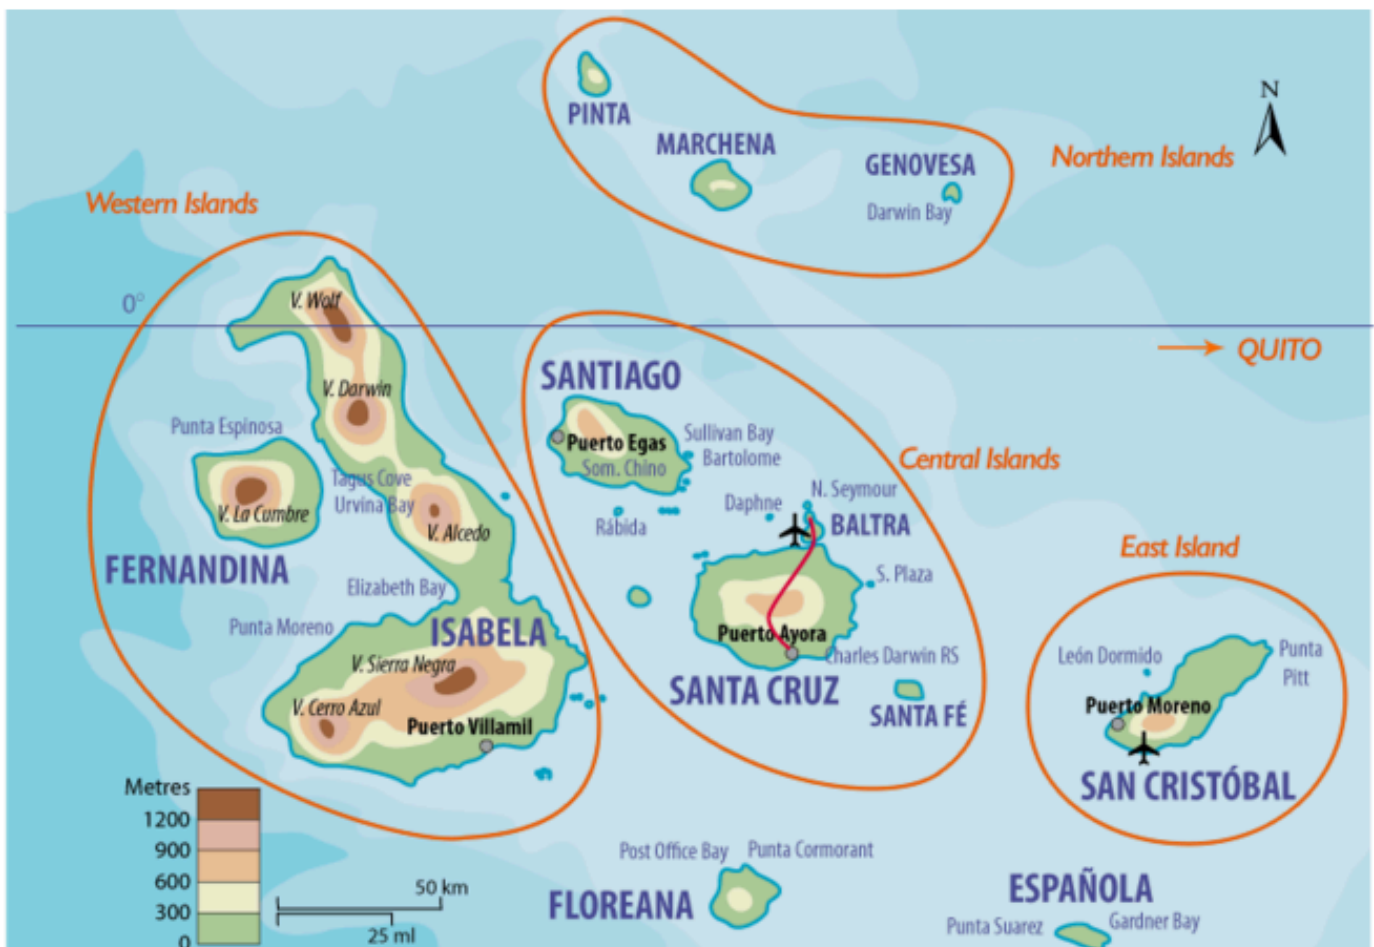 PINTA
MARCHENA
GENOVESA
Darwin Bay
Northern Islands
N
Western Islands
0°
QUITO
V. Wolf
V. Darwin
Punta Espinosa
Tagus Cove
Urvina Bay
V. La Cumbre
V. Alcedo
FERNANDINA
Elizabeth Bay
Punta Moreno
ISABELA
V. Sierra Negra
V. Cerro Azul
Puerto Villamil
SANTIAGO
Puerto Egas
Som. Chino
Sullivan Bay
Bartolome
Central Islands
Rábida
Daphne
N. Seymour
BALTRA
S. Plaza
Puerto Ayora
Charles Darwin RS
SANTA CRUZ
SANTA FÉ
East Island
León Dormido
Punta
Pitt
Puerto Moreno
SAN CRISTÓBAL
Metres
1200
900
600
300
0
50 km
25 ml
Post Office Bay
Punta Cormorant
FLOREANA
ESPAÑOLA
Punta Suarez
Gardner Bay